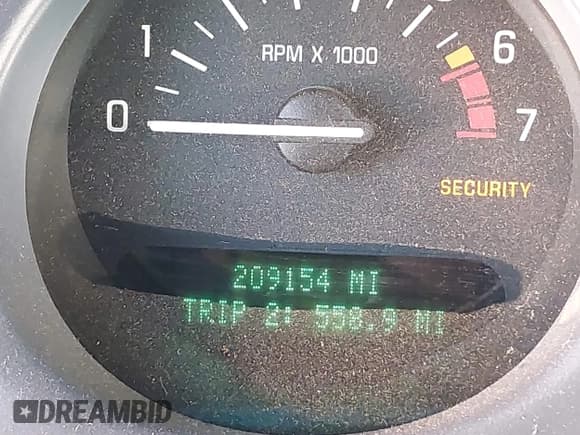 1
RPM X 1000
6
0
7
SECURITY
209154 MI
TRIP 2: 558.9 MI
DREAMBID